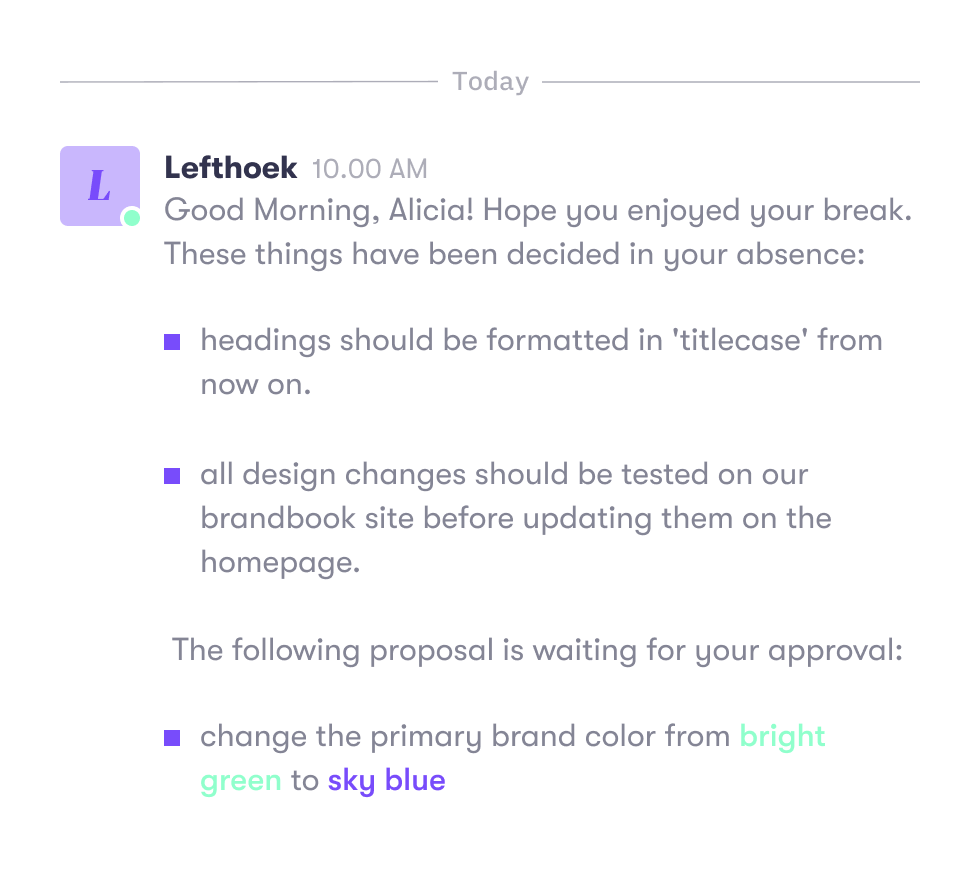 Today
L
Lefthoek 10.00 AM
Good Morning, Alicia! Hope you enjoyed your break.
These things have been decided in your absence:
headings should be formatted in 'titlecase' from
now on.
all design changes should be tested on our
brandbook site before updating them on the
homepage.
The following proposal is waiting for your approval:
change the primary brand color from bright
green to sky blue